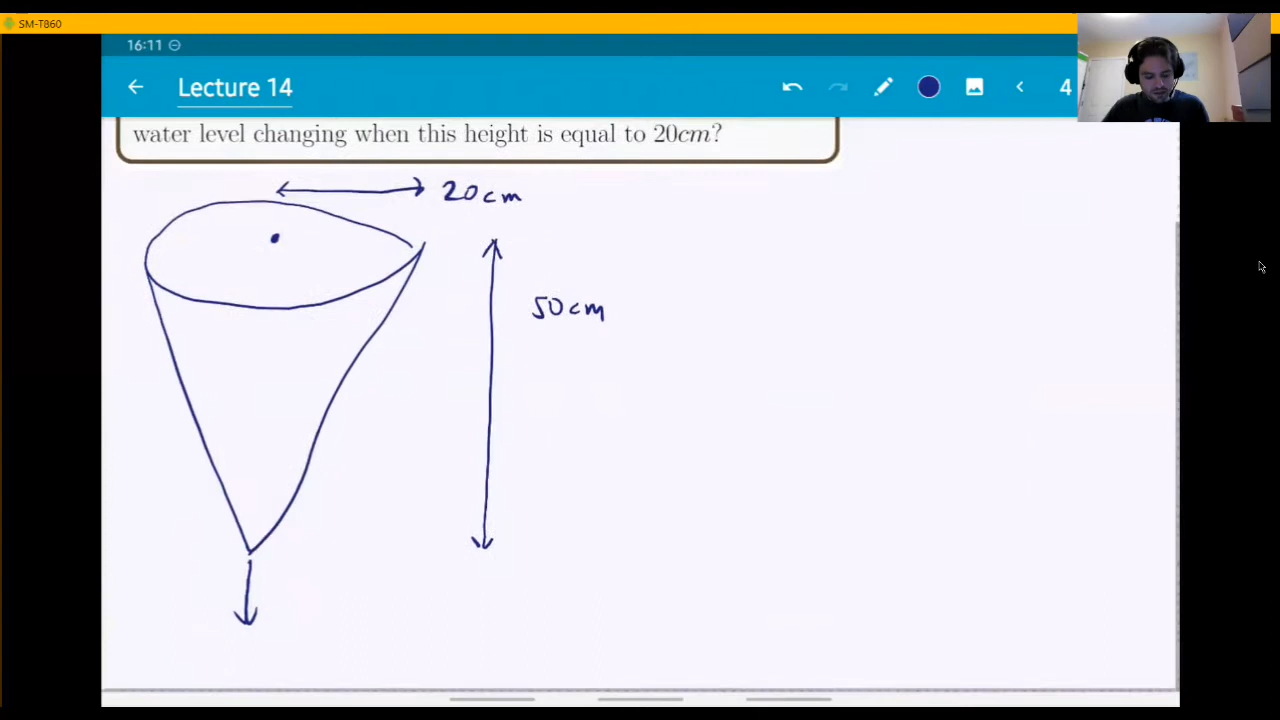 SM-T860
16:11
Lecture 14
4
water level changing when this height is equal to 20cm?
20cm
50cm